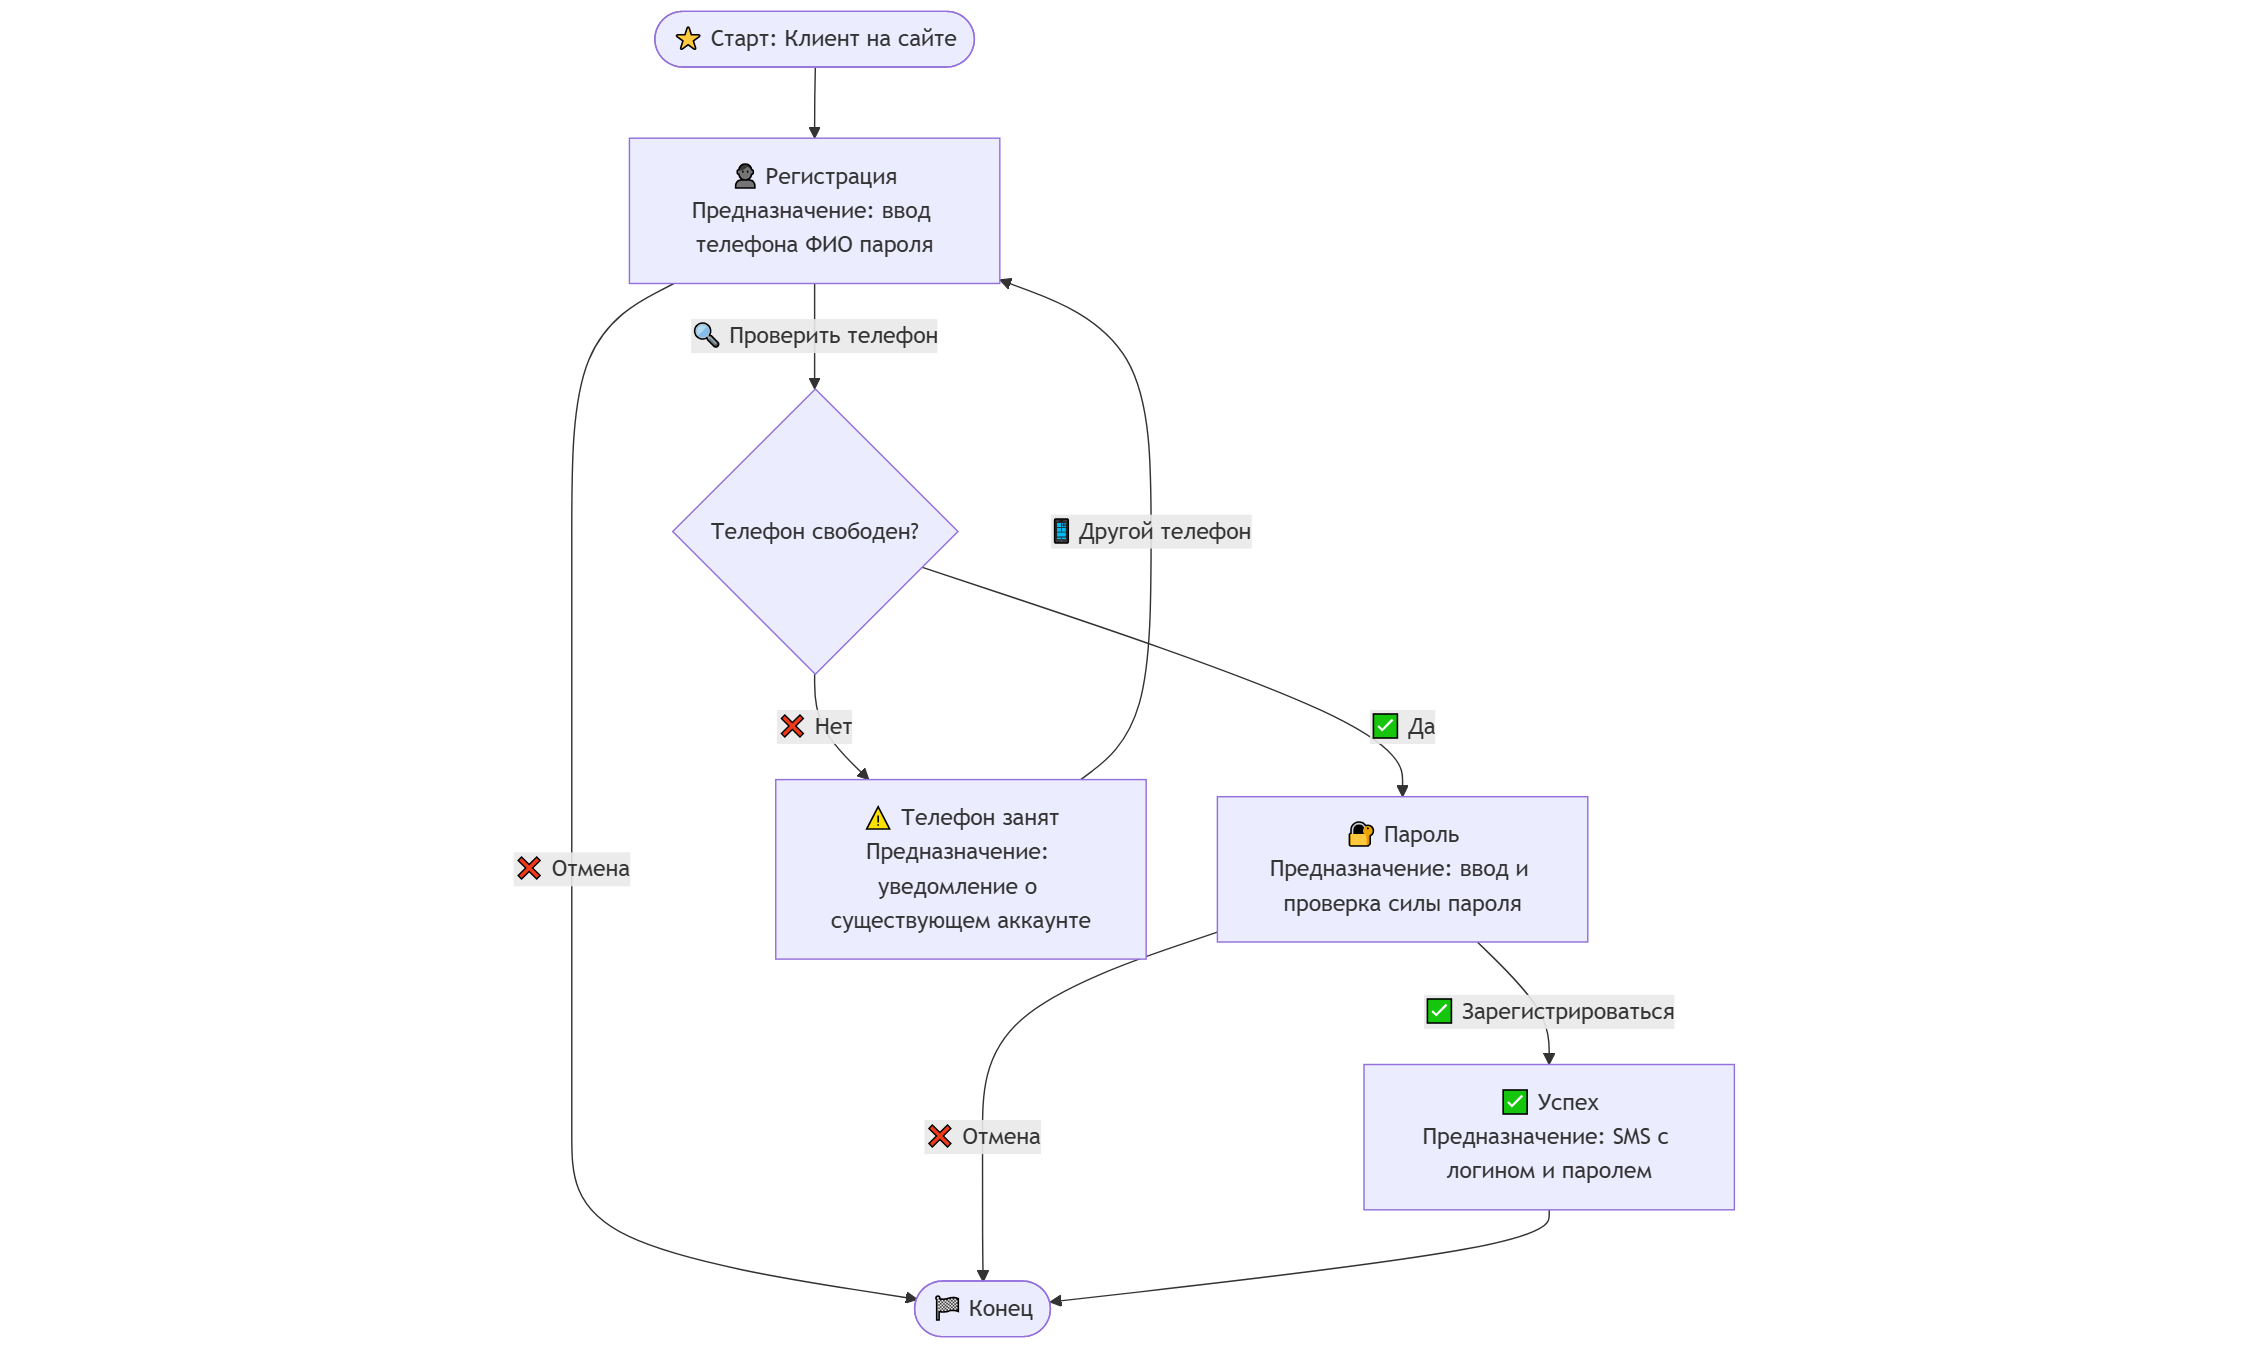 ⭐ Старт: Клиент на сайте
👤 Регистрация
Предназначение: ввод
телефона ФИО пароля
🔍 Проверить телефон
Телефон свободен?
📱 Другой телефон
❌ Нет
✅ Да
⚠️ Телефон занят
Предназначение:
уведомление о
существующем аккаунте
🔐 Пароль
Предназначение: ввод и
проверка силы пароля
❌ Отмена
✅ Зарегистрироваться
✅ Успех
Предназначение: SMS с
логином и паролем
❌ Отмена
🏁 Конец